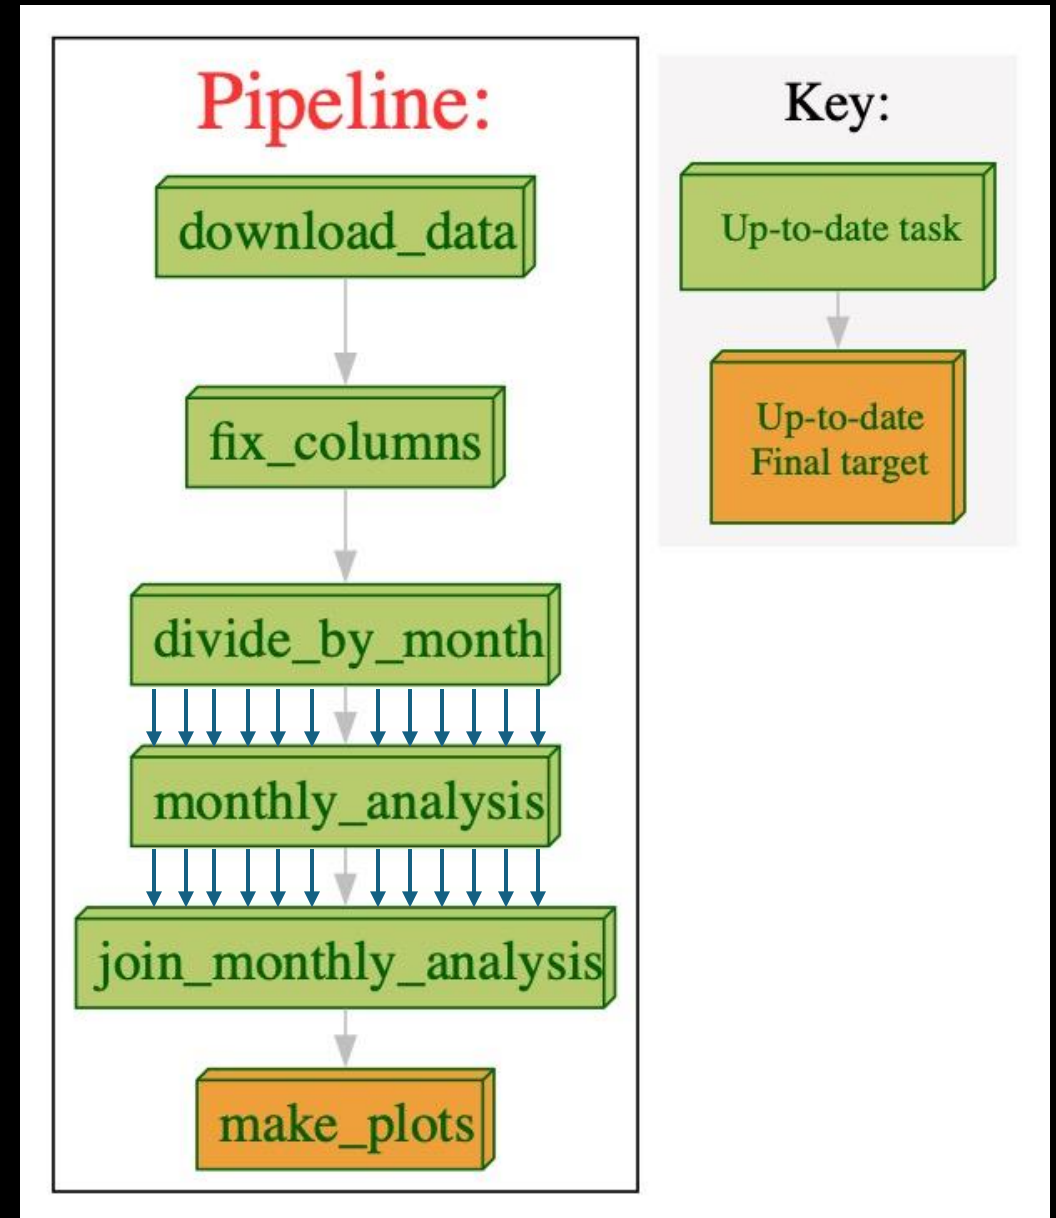 Pipeline:
download_data
fix_columns
divide_by_month
monthly_analysis
join_monthly_analysis
make_plots
Key:
Up-to-date task
Up-to-date
Final target